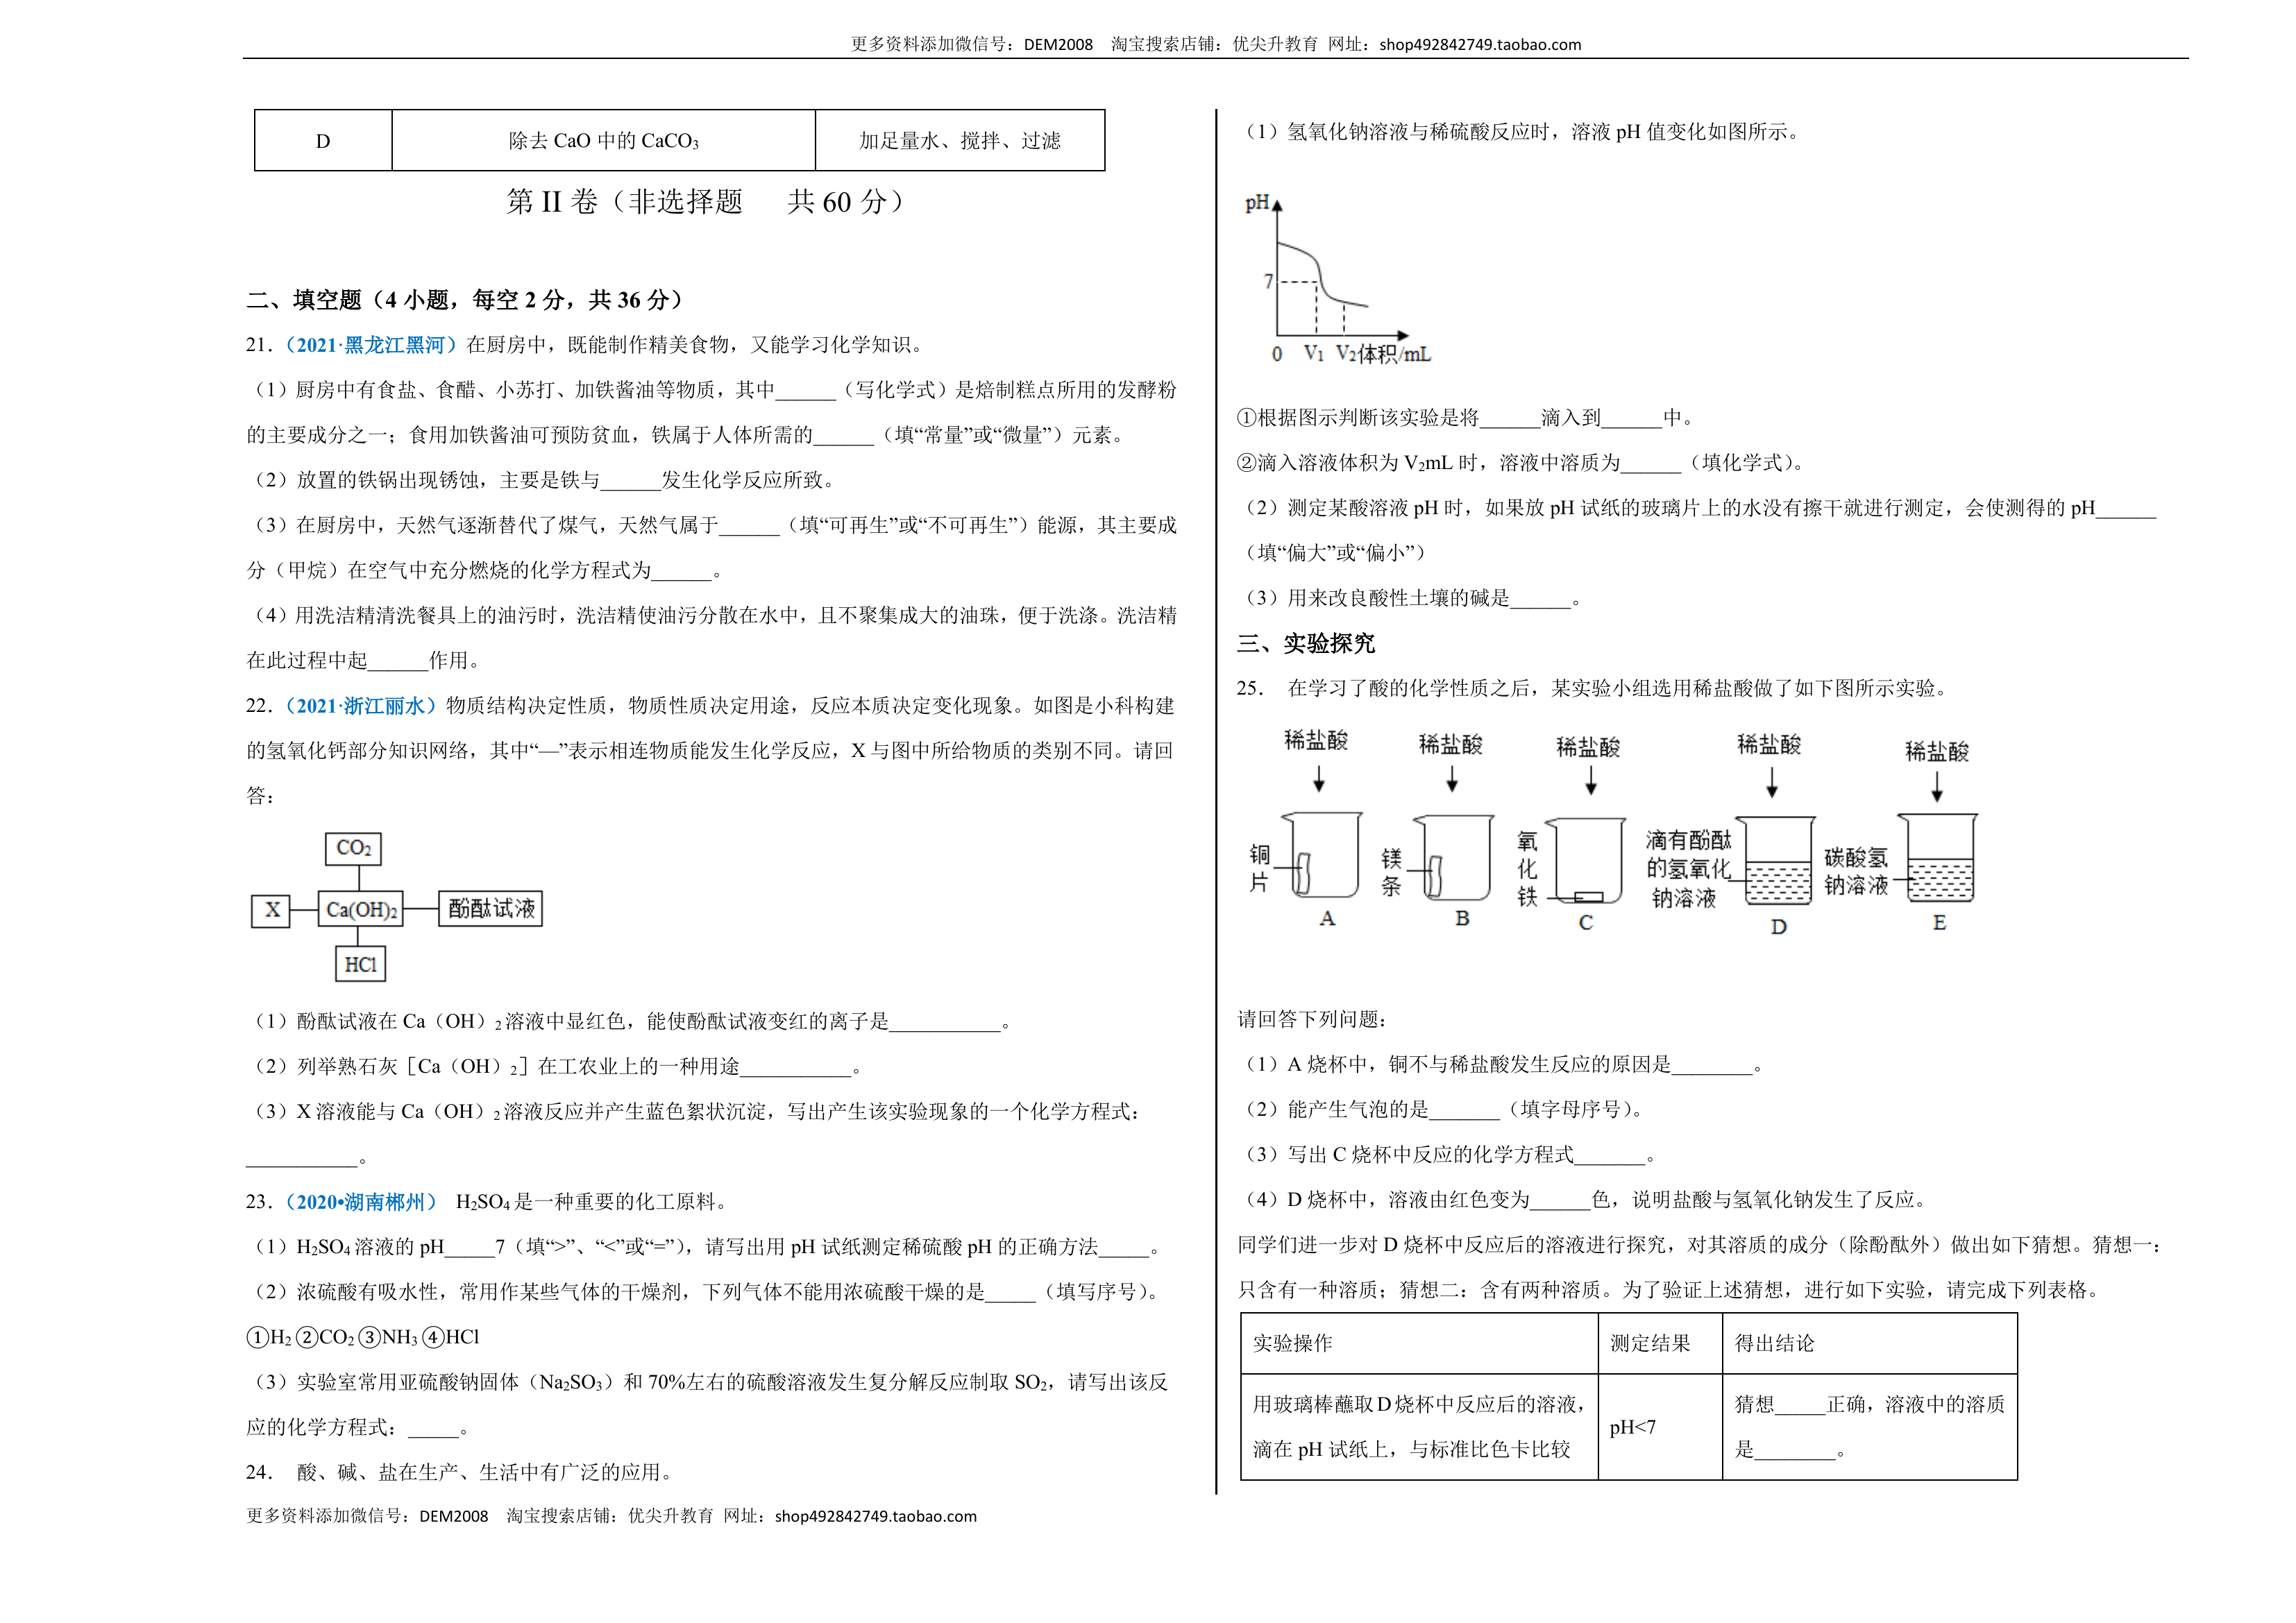 更多资料添加微信号：DEM2008 淘宝搜索店铺：优尖升教育 网址：shop492842749.taobao.com
D 除去 CaO 中的 CaCO₃ 加足量水、搅拌、过滤
第 II 卷（非选择题 共 60 分）
二、填空题（4 小题，每空 2 分，共 36 分）
21.（2021·黑龙江黑河）在厨房中，既能制作精美食物，又能学习化学知识。
（1）厨房中有食盐、食醋、小苏打、加铁酱油等物质，其中______（写化学式）是焙制糕点所用的发酵粉
的主要成分之一；食用加铁酱油可预防贫血，铁属于人体所需的______（填“常量”或“微量”）元素。
（2）放置的铁锅出现锈蚀，主要是铁与______发生化学反应所致。
（3）在厨房中，天然气逐渐替代了煤气，天然气属于______（填“可再生”或“不可再生”）能源，其主要成
分（甲烷）在空气中充分燃烧的化学方程式为______。
（4）用洗洁精清洗餐具上的油污时，洗洁精使油污分散在水中，且不聚集成大的油珠，便于洗涤。洗洁精
在此过程中起______作用。
22.（2021·浙江丽水）物质结构决定性质，物质性质决定用途，反应本质决定变化现象。如图是小科构建
的氢氧化钙部分知识网络，其中“—”表示相连物质能发生化学反应，X 与图中所给物质的类别不同。请回
答：
CO₂
X Ca(OH)₂ 酚酞试液
HCl
（1）酚酞试液在 Ca（OH）₂溶液中显红色，能使酚酞试液变红的离子是___________。
（2）列举熟石灰［Ca（OH）₂］在工农业上的一种用途___________。
（3）X 溶液能与 Ca（OH）₂溶液反应并产生蓝色絮状沉淀，写出产生该实验现象的一个化学方程式：
___________。
23.（2020•湖南郴州） H₂SO₄是一种重要的化工原料。
（1）H₂SO₄溶液的 pH_____7（填“>”、“<”或“=”），请写出用 pH 试纸测定稀硫酸 pH 的正确方法_____。
（2）浓硫酸有吸水性，常用作某些气体的干燥剂，下列气体不能用浓硫酸干燥的是_____（填写序号）。
①H₂ ②CO₂ ③NH₃ ④HCl
（3）实验室常用亚硫酸钠固体（Na₂SO₃）和 70%左右的硫酸溶液发生复分解反应制取 SO₂，请写出该反
应的化学方程式：_____。
24. 酸、碱、盐在生产、生活中有广泛的应用。
（1）氢氧化钠溶液与稀硫酸反应时，溶液 pH 值变化如图所示。
pH
7
0 V₁ V₂ 体积/mL
①根据图示判断该实验是将______滴入到______中。
②滴入溶液体积为 V₂mL 时，溶液中溶质为______（填化学式）。
（2）测定某酸溶液 pH 时，如果放 pH 试纸的玻璃片上的水没有擦干就进行测定，会使测得的 pH______
（填“偏大”或“偏小”）
（3）用来改良酸性土壤的碱是______。
三、实验探究
25. 在学习了酸的化学性质之后，某实验小组选用稀盐酸做了如下图所示实验。
稀盐酸 稀盐酸 稀盐酸 稀盐酸 稀盐酸
铜片 镁条 氧化铁 滴有酚酞的氢氧化钠溶液 碳酸氢钠溶液
A B C D E
请回答下列问题：
（1）A 烧杯中，铜不与稀盐酸发生反应的原因是________。
（2）能产生气泡的是_______（填字母序号）。
（3）写出 C 烧杯中反应的化学方程式_______。
（4）D 烧杯中，溶液由红色变为______色，说明盐酸与氢氧化钠发生了反应。
同学们进一步对 D 烧杯中反应后的溶液进行探究，对其溶质的成分（除酚酞外）做出如下猜想。猜想一：
只含有一种溶质；猜想二：含有两种溶质。为了验证上述猜想，进行如下实验，请完成下列表格。
实验操作 测定结果 得出结论
用玻璃棒蘸取 D 烧杯中反应后的溶液，
滴在 pH 试纸上，与标准比色卡比较
pH<7
猜想_____正确，溶液中的溶质
是________。
更多资料添加微信号：DEM2008 淘宝搜索店铺：优尖升教育 网址：shop492842749.taobao.com